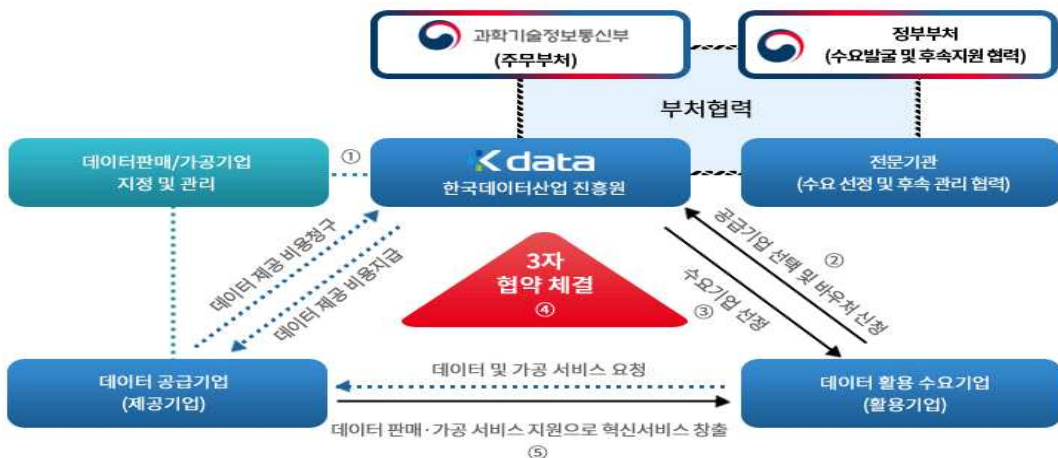 과학기술정보통신부
(주무부처)
정부부처
(수요발굴 및 후속지원 협력)
부처협력
데이터판매/가공기업
지정 및 관리
①
K data
한국데이터산업 진흥원
전문기관
(수요 선정 및 후속 관리 협력)
데이터 제공 비용청구
데이터 제공 비용지급
3자
협약 체결
④
공급기업 선택 및 바우처 신청
②
수요기업 선정
③
데이터 공급기업
(제공기업)
데이터 및 가공 서비스 요청
데이터 활용 수요기업
(활용기업)
데이터 판매·가공 서비스 지원으로 혁신서비스 창출
⑤